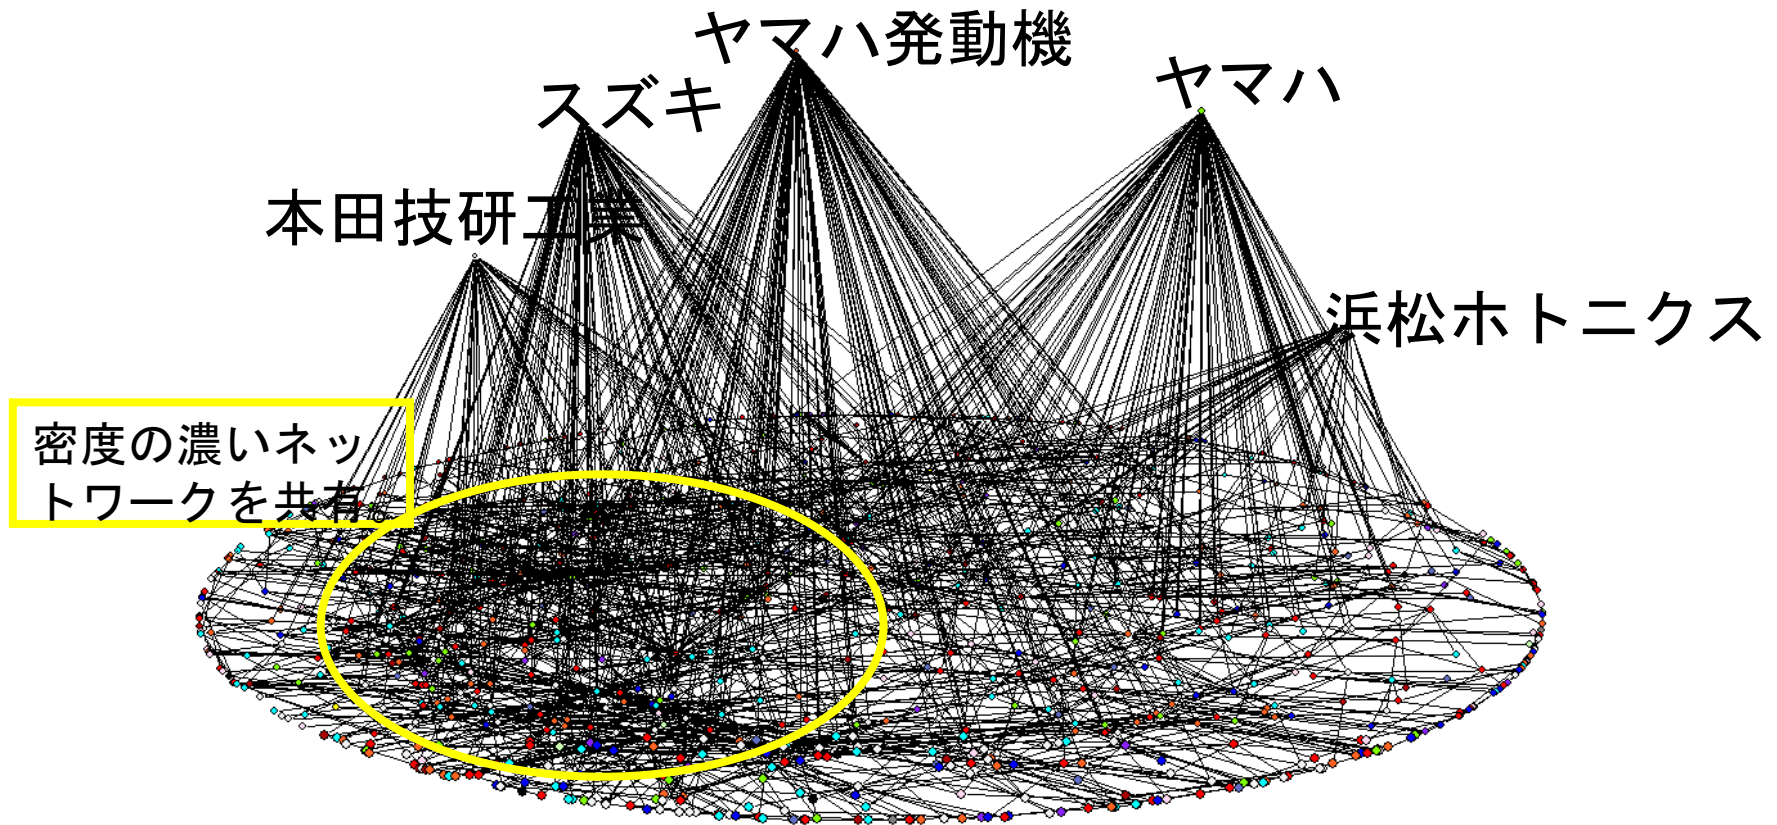 ヤマハ発動機
ヤマハ
スズキ
本田技研工業
浜松ホトニクス
密度の濃いネッ
トワークを共有。